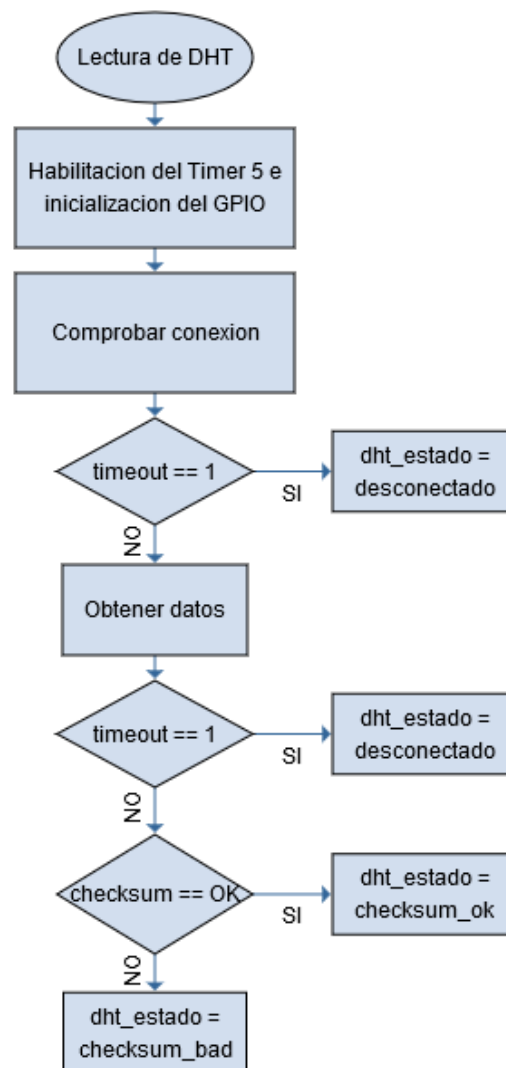 Lectura de DHT
Habilitacion del Timer 5 e
inicializacion del GPIO
Comprobar conexion
timeout == 1
SI
dht_estado =
desconectado
NO
Obtener datos
timeout == 1
SI
dht_estado =
desconectado
NO
checksum == OK
SI
dht_estado =
checksum_ok
NO
dht_estado =
checksum_bad